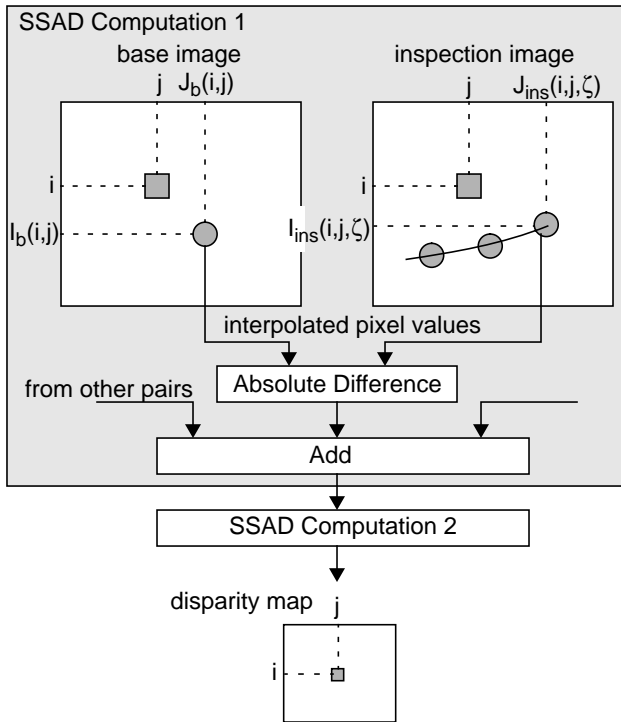 SSAD Computation 1
base image
inspection image
j
J_b(i,j)
j
J_ins(i,j,ζ)
i
i
I_b(i,j)
I_ins(i,j,ζ)
interpolated pixel values
Absolute Difference
from other pairs
Add
SSAD Computation 2
disparity map
j
i